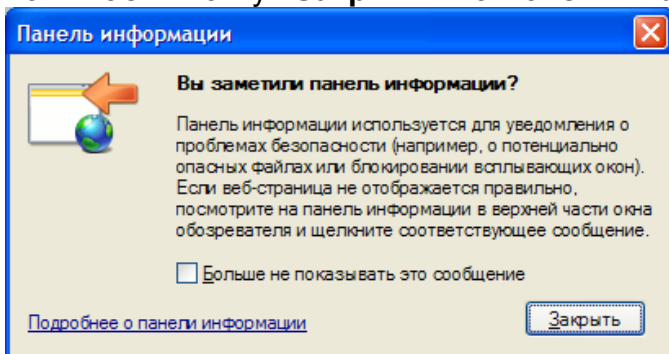 Панель информации
Вы заметили панель информации?
Панель информации используется для уведомления о
проблемах безопасности (например, о потенциально
опасных файлах или блокировании всплывающих окон).
Если веб-страница не отображается правильно,
посмотрите на панель информации в верхней части окна
обозревателя и щелкните соответствующее сообщение.
Больше не показывать это сообщение
Подробнее о панели информации
Закрыть